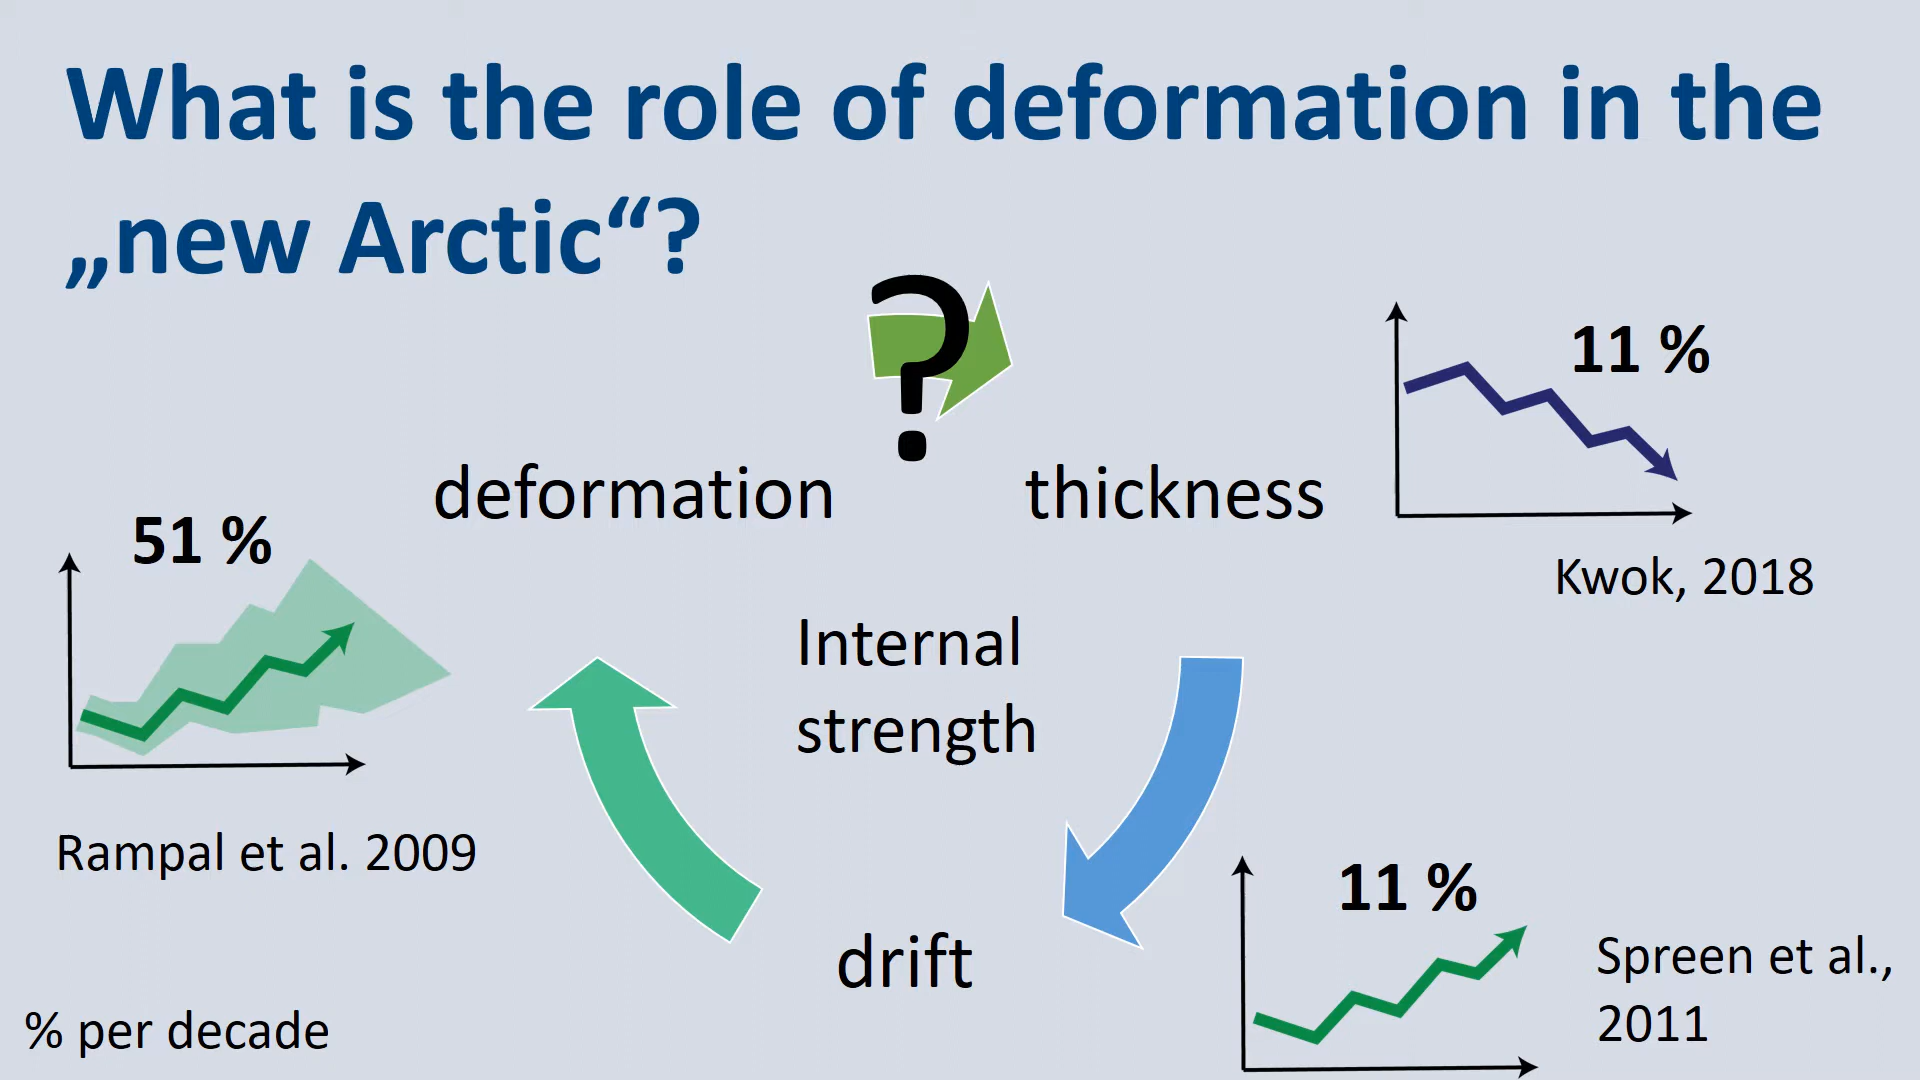 What is the role of deformation in the
„new Arctic“?
?
11 %
deformation
thickness
51 %
Kwok, 2018
Internal
strength
Rampal et al. 2009
11 %
drift
Spreen et al.,
2011
% per decade